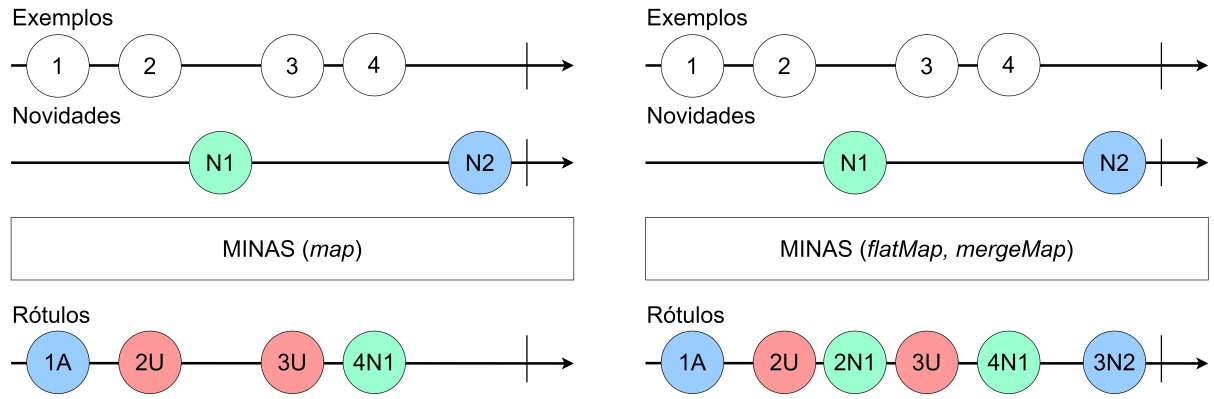 Exemplos
1 2 3 4
Novidades
N1 N2
MINAS (map)
Rótulos
1A 2U 3U 4N1
Exemplos
1 2 3 4
Novidades
N1 N2
MINAS (flatMap, mergeMap)
Rótulos
1A 2U 2N1 3U 4N1 3N2